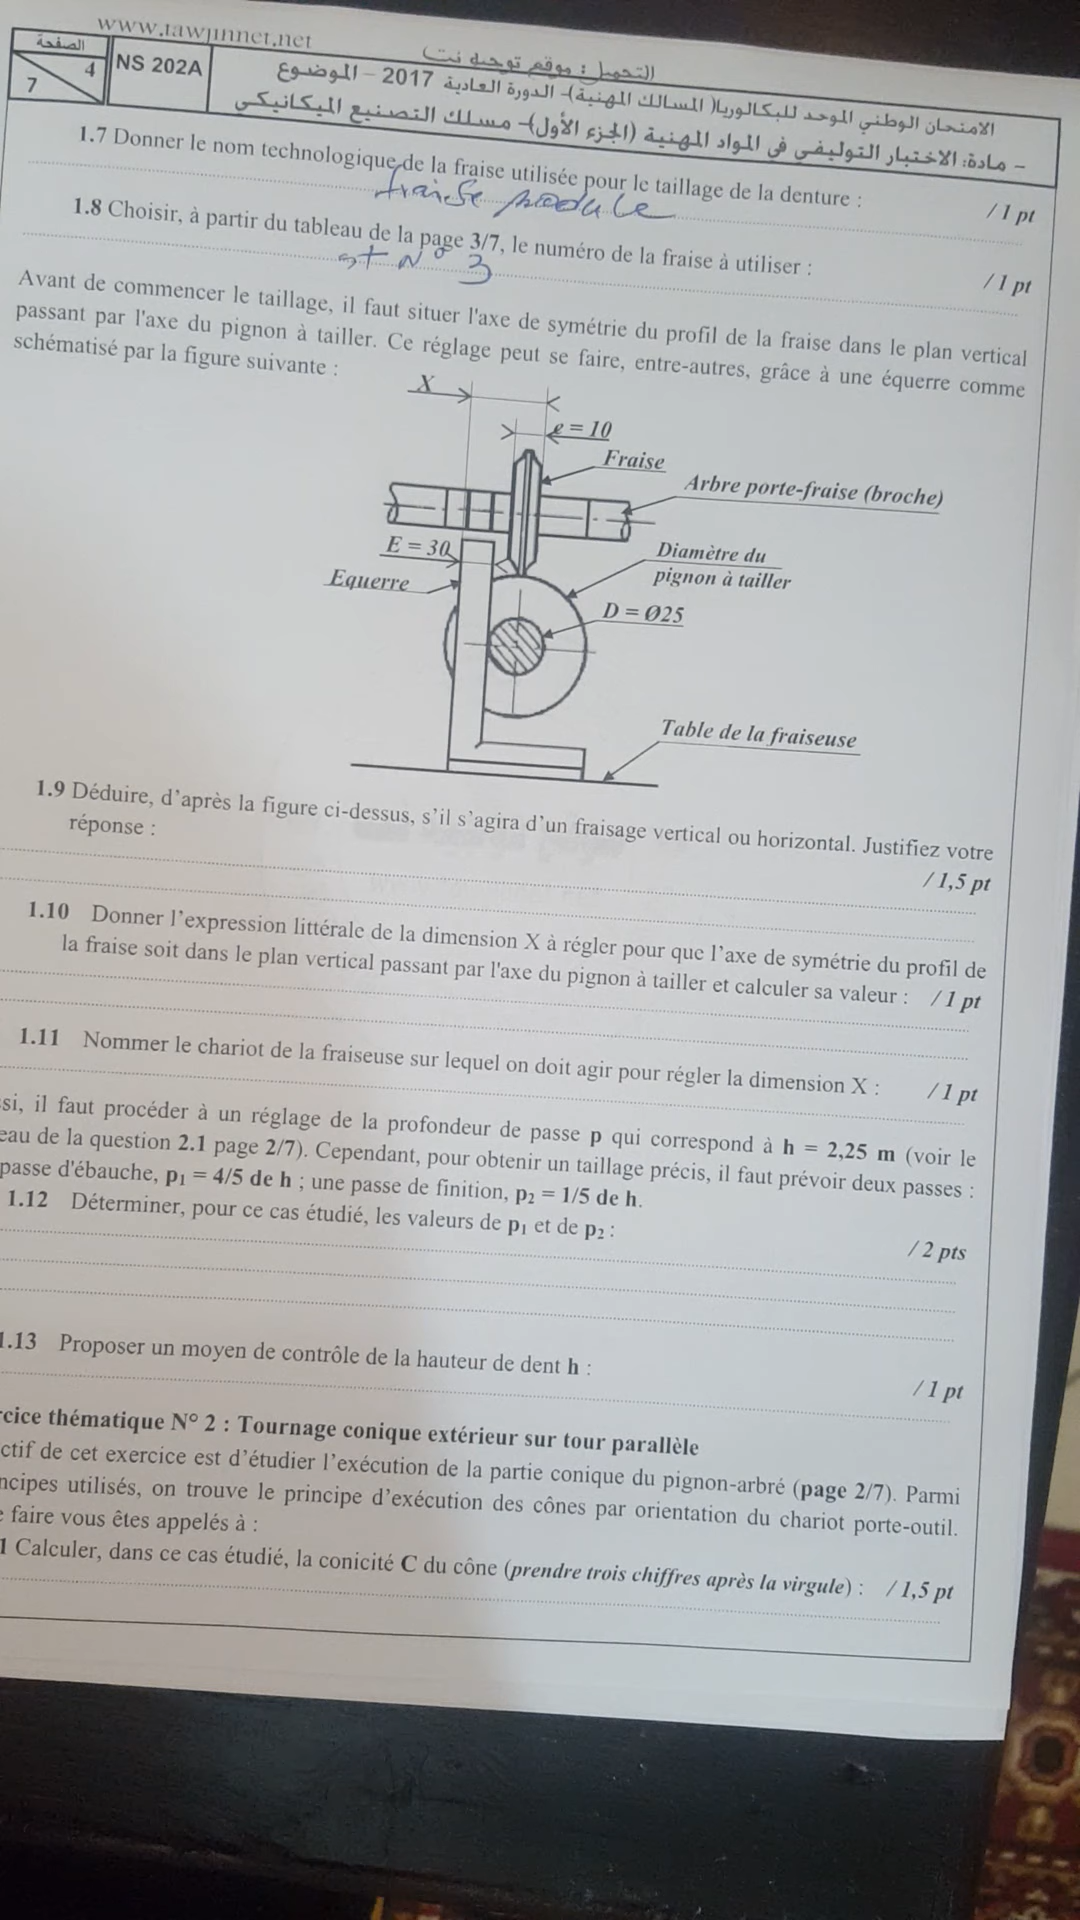 www.tawjihnet.net
التحميل : موقع توجيه نت
الصفحة
4
7
NS 202A
الامتحان الوطني الموحد للبكالوريا( المسالك المهنية)- الدورة العادية 2017 – الموضوع
- مادة: الاختبار التوليفي في المواد المهنية (الجزء الأول)- مسلك التصنيع الميكانيكي
1.7 Donner le nom technologique de la fraise utilisée pour le taillage de la denture :
/ 1 pt
fraise module
1.8 Choisir, à partir du tableau de la page 3/7, le numéro de la fraise à utiliser :
/ 1 pt
N° 3
Avant de commencer le taillage, il faut situer l'axe de symétrie du profil de la fraise dans le plan vertical
passant par l'axe du pignon à tailler. Ce réglage peut se faire, entre-autres, grâce à une équerre comme
schématisé par la figure suivante :
X
e = 10
Fraise
Arbre porte-fraise (broche)
E = 30
Diamètre du
pignon à tailler
Equerre
D = Ø25
Table de la fraiseuse
1.9 Déduire, d’après la figure ci-dessus, s’il s’agira d’un fraisage vertical ou horizontal. Justifiez votre
réponse :
/ 1,5 pt
1.10 Donner l’expression littérale de la dimension X à régler pour que l’axe de symétrie du profil de
la fraise soit dans le plan vertical passant par l'axe du pignon à tailler et calculer sa valeur : / 1 pt
1.11 Nommer le chariot de la fraiseuse sur lequel on doit agir pour régler la dimension X : / 1 pt
si, il faut procéder à un réglage de la profondeur de passe p qui correspond à h = 2,25 m (voir le
eau de la question 2.1 page 2/7). Cependant, pour obtenir un taillage précis, il faut prévoir deux passes :
passe d'ébauche, p₁ = 4/5 de h ; une passe de finition, p₂ = 1/5 de h.
1.12 Déterminer, pour ce cas étudié, les valeurs de p₁ et de p₂ :
/ 2 pts
1.13 Proposer un moyen de contrôle de la hauteur de dent h :
/ 1 pt
rcice thématique N° 2 : Tournage conique extérieur sur tour parallèle
ctif de cet exercice est d’étudier l’exécution de la partie conique du pignon-arbré (page 2/7). Parmi
ncipes utilisés, on trouve le principe d’exécution des cônes par orientation du chariot porte-outil.
e faire vous êtes appelés à :
1 Calculer, dans ce cas étudié, la conicité C du cône (prendre trois chiffres après la virgule) : / 1,5 pt